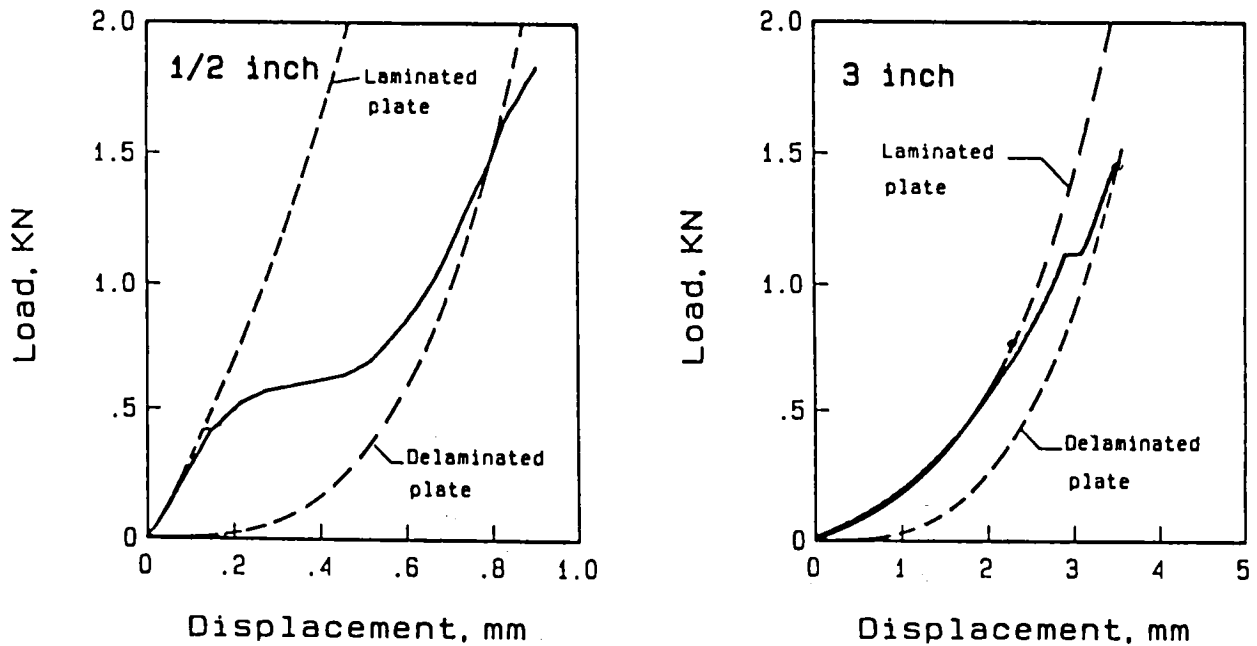 2.0
1.5
1.0
.5
0
0
.2
.4
.6
.8
1.0
Load, KN
Displacement, mm
1/2 inch
Laminated
plate
Delaminated
plate
2.0
1.5
1.0
.5
0
0
1
2
3
4
5
Load, KN
Displacement, mm
3 inch
Laminated
plate
Delaminated
plate